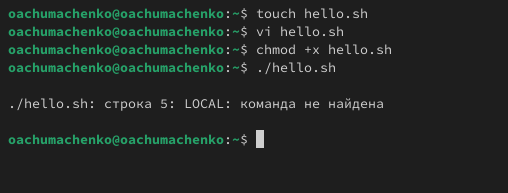 oachumachenko@oachumachenko:~$ touch hello.sh
oachumachenko@oachumachenko:~$ vi hello.sh
oachumachenko@oachumachenko:~$ chmod +x hello.sh
oachumachenko@oachumachenko:~$ ./hello.sh
./hello.sh: строка 5: LOCAL: команда не найдена
oachumachenko@oachumachenko:~$